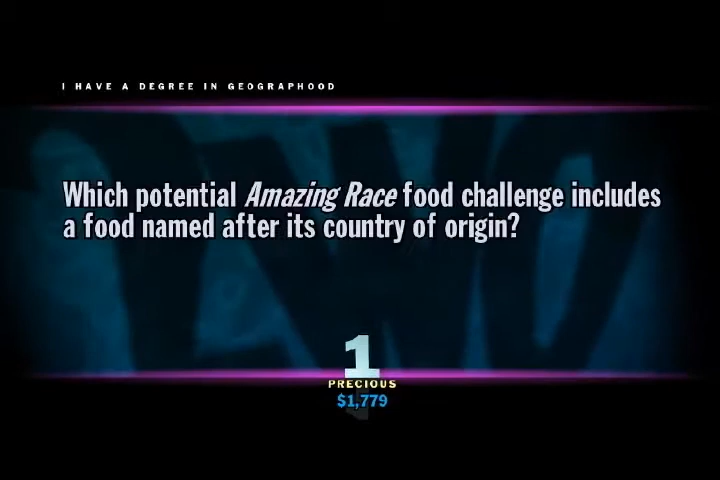 I HAVE A DEGREE IN GEOGRAPHOOD
Which potential Amazing Race food challenge includes
a food named after its country of origin?
1
PRECIOUS
$1,779